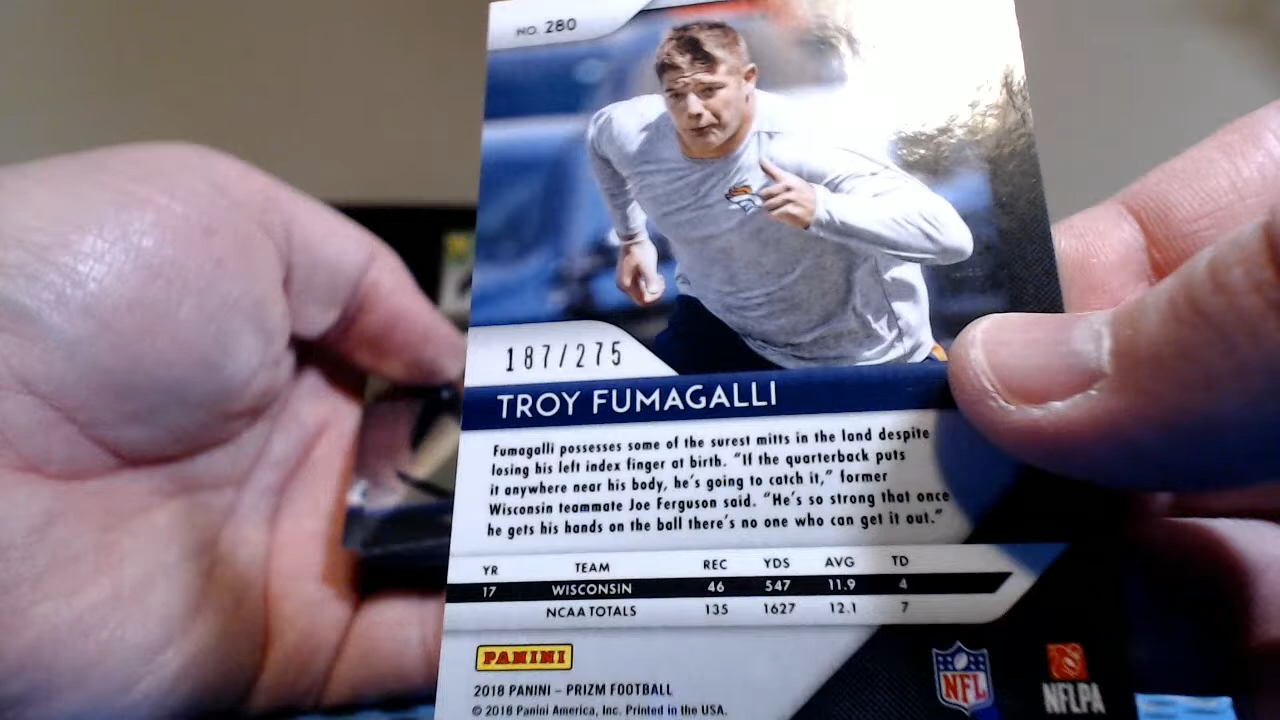 NO. 280
187/275
TROY FUMAGALLI
Fumagalli possesses some of the surest mitts in the land despite
losing his left index finger at birth. "If the quarterback puts
it anywhere near his body, he's going to catch it," former
Wisconsin teammate Joe Ferguson said. "He's so strong that once
he gets his hands on the ball there's no one who can get it out."
YR TEAM REC YDS AVG TD
17 WISCONSIN 46 547 11.9 4
NCAA TOTALS 135 1627 12.1 7
PANINI
2018 PANINI – PRIZM FOOTBALL
© 2018 Panini America, Inc. Printed in the USA.
NFL
NFLPA